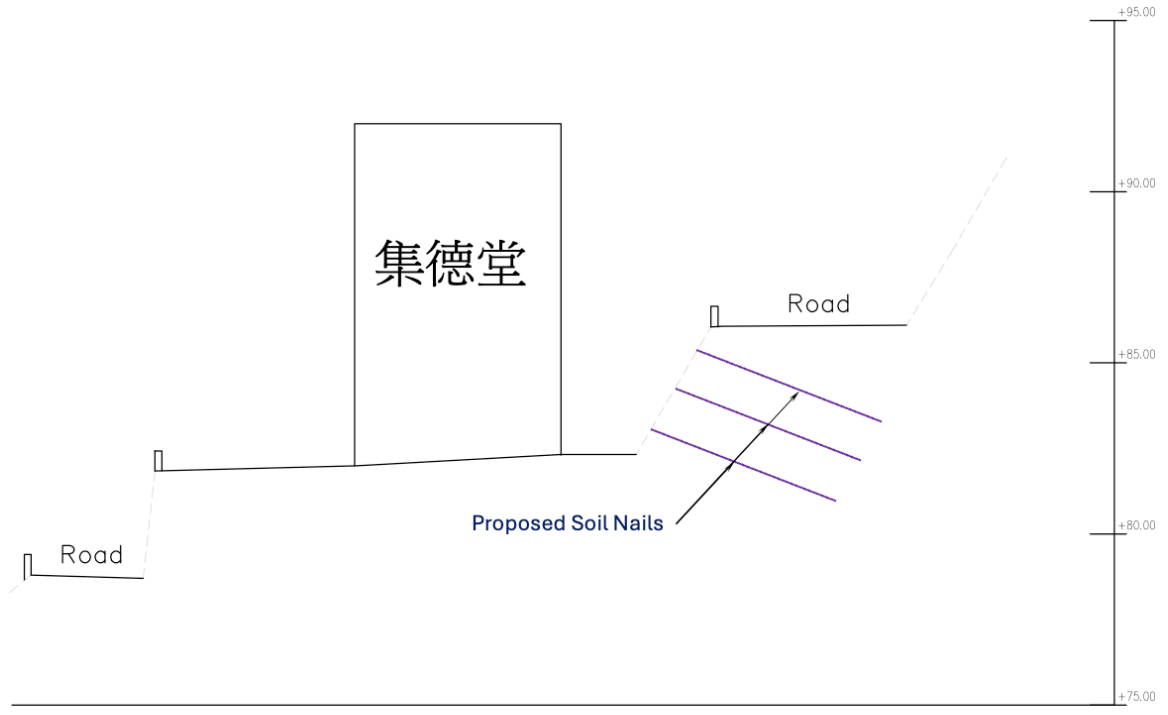 +95.00
+90.00
集德堂
Road
+85.00
Proposed Soil Nails
+80.00
Road
+75.00